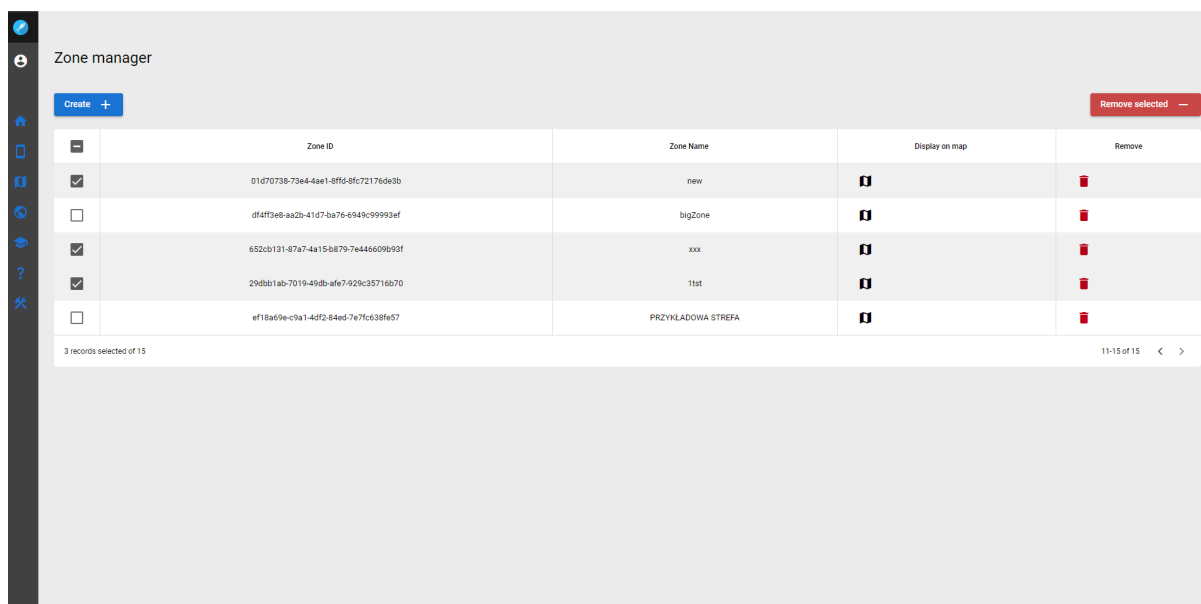 Zone manager
Create
Remove selected
Zone ID Zone Name Display on map Remove
01d70738-73e4-4ae1-8ffd-8fc72176de3b new
df4ff3e8-aa2b-41d7-ba76-6949c99993ef bigZone
652cb131-87a7-4a15-b879-7e446609b93f xxx
29dbb1ab-7019-49db-afe7-929c35716b70 1tst
ef18a69e-c9a1-4df2-84ed-7e7fc638fe57 PRZYKŁADOWA STREFA
3 records selected of 15 11-15 of 15